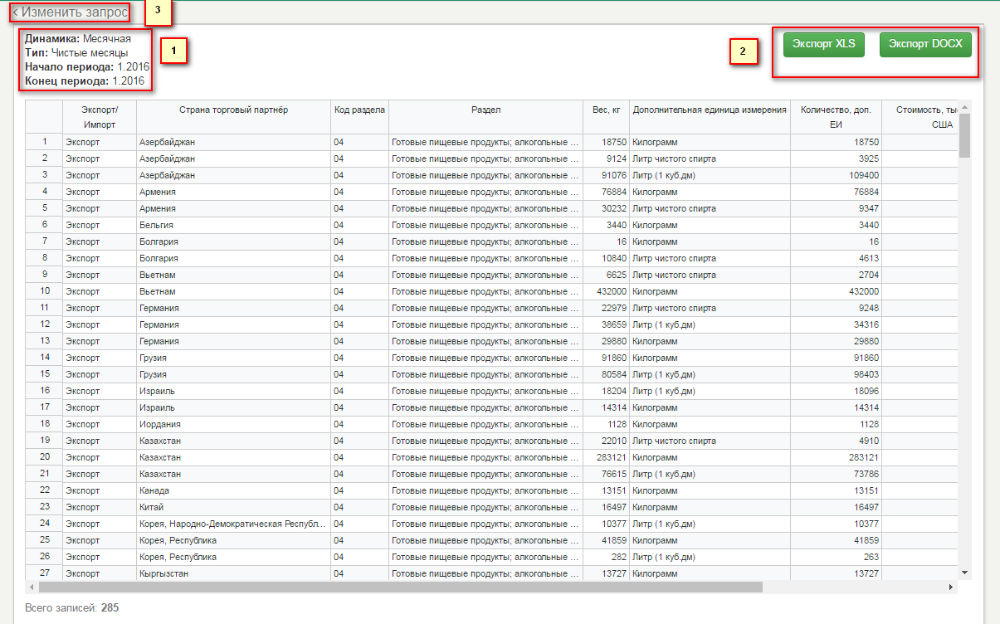 ‹ Изменить запрос
3
Динамика: Месячная
Тип: Чистые месяцы
Начало периода: 1.2016
Конец периода: 1.2016
1
2
Экспорт XLS Экспорт DOCX
Экспорт/ Импорт Страна торговый партнёр Код раздела Раздел Вес, кг Дополнительная единица измерения Количество, доп. ЕИ Стоимость, ты США
1 Экспорт Азербайджан 04 Готовые пищевые продукты; алкогольные ... 18750 Килограмм 18750
2 Экспорт Азербайджан 04 Готовые пищевые продукты; алкогольные ... 9124 Литр чистого спирта 3925
3 Экспорт Азербайджан 04 Готовые пищевые продукты; алкогольные ... 91076 Литр (1 куб.дм) 109400
4 Экспорт Армения 04 Готовые пищевые продукты; алкогольные ... 76884 Килограмм 76884
5 Экспорт Армения 04 Готовые пищевые продукты; алкогольные ... 30232 Литр чистого спирта 9347
6 Экспорт Бельгия 04 Готовые пищевые продукты; алкогольные ... 3440 Килограмм 3440
7 Экспорт Болгария 04 Готовые пищевые продукты; алкогольные ... 16 Килограмм 16
8 Экспорт Болгария 04 Готовые пищевые продукты; алкогольные ... 10840 Литр чистого спирта 4613
9 Экспорт Вьетнам 04 Готовые пищевые продукты; алкогольные ... 6625 Литр чистого спирта 2704
10 Экспорт Вьетнам 04 Готовые пищевые продукты; алкогольные ... 432000 Килограмм 432000
11 Экспорт Германия 04 Готовые пищевые продукты; алкогольные ... 22979 Литр чистого спирта 9248
12 Экспорт Германия 04 Готовые пищевые продукты; алкогольные ... 38659 Литр (1 куб.дм) 34316
13 Экспорт Германия 04 Готовые пищевые продукты; алкогольные ... 29880 Килограмм 29880
14 Экспорт Грузия 04 Готовые пищевые продукты; алкогольные ... 91860 Килограмм 91860
15 Экспорт Грузия 04 Готовые пищевые продукты; алкогольные ... 80584 Литр (1 куб.дм) 98403
16 Экспорт Израиль 04 Готовые пищевые продукты; алкогольные ... 18204 Литр (1 куб.дм) 18096
17 Экспорт Израиль 04 Готовые пищевые продукты; алкогольные ... 14314 Килограмм 14314
18 Экспорт Иордания 04 Готовые пищевые продукты; алкогольные ... 1128 Килограмм 1128
19 Экспорт Казахстан 04 Готовые пищевые продукты; алкогольные ... 22010 Литр чистого спирта 4910
20 Экспорт Казахстан 04 Готовые пищевые продукты; алкогольные ... 283121 Килограмм 283121
21 Экспорт Казахстан 04 Готовые пищевые продукты; алкогольные ... 76615 Литр (1 куб.дм) 73786
22 Экспорт Канада 04 Готовые пищевые продукты; алкогольные ... 13151 Килограмм 13151
23 Экспорт Китай 04 Готовые пищевые продукты; алкогольные ... 16497 Килограмм 16497
24 Экспорт Корея, Народно-Демократическая Республ... 04 Готовые пищевые продукты; алкогольные ... 10377 Литр (1 куб.дм) 10377
25 Экспорт Корея, Республика 04 Готовые пищевые продукты; алкогольные ... 41859 Килограмм 41859
26 Экспорт Корея, Республика 04 Готовые пищевые продукты; алкогольные ... 282 Литр (1 куб.дм) 263
27 Экспорт Кыргызстан 04 Готовые пищевые продукты; алкогольные ... 13727 Килограмм 13727
Всего записей: 285